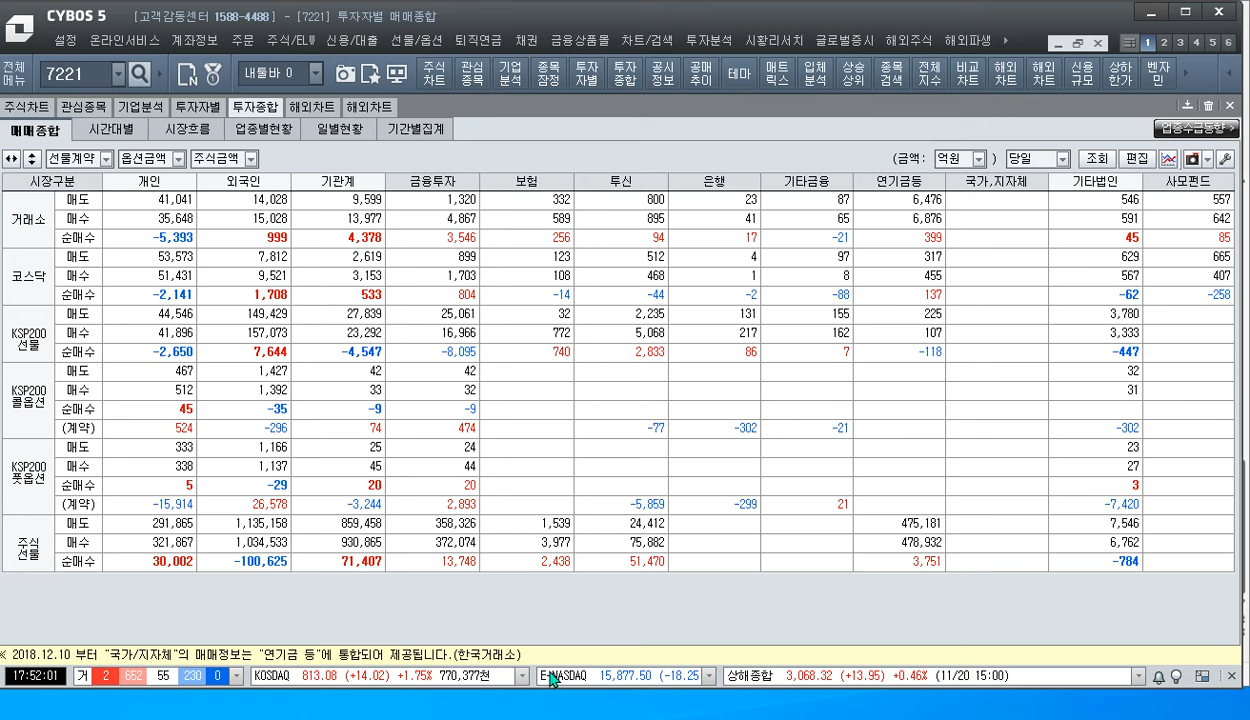 CYBOS 5 [고객감동센터 1588-4488] - [7221] 투자자별 매매종합
설정 온라인서비스 계좌정보 주문 주식/ELW 신용/대출 선물/옵션 퇴직연금 채권 금융상품몰 차트/검색 투자분석 시황리서치 글로벌증시 해외주식 해외파생 1 2 3 4 5 6
전체메뉴 7221 내툴바 0 주식차트 관심종목 기업분석 종목잠정 투자자별 투자종합 공시정보 공매추이 테마 매트릭스 입체분석 상승상위 종목검색 전체지수 비교차트 해외차트 해외차트 신용규모 상하한가 벤자민
주식차트 관심종목 기업분석 투자자별 투자종합 해외차트 해외차트
매매종합 시간대별 시장흐름 업종별현황 일별현황 기간별집계 업종수급동향 >
선물계약 옵션금액 주식금액 (금액: 억원 ) 당일 조회 편집
시장구분 개인 외국인 기관계 금융투자 보험 투신 은행 기타금융 연기금등 국가,지자체 기타법인 사모펀드
거래소 매도 41,041 14,028 9,599 1,320 332 800 23 87 6,476 546 557
매수 35,648 15,028 13,977 4,867 589 895 41 65 6,876 591 642
순매수 -5,393 999 4,378 3,546 256 94 17 -21 399 45 85
코스닥 매도 53,573 7,812 2,619 899 123 512 4 97 317 629 665
매수 51,431 9,521 3,153 1,703 108 468 1 8 455 567 407
순매수 -2,141 1,708 533 804 -14 -44 -2 -88 137 -62 -258
KSP200 선물 매도 44,546 149,429 27,839 25,061 32 2,235 131 155 225 3,780
매수 41,896 157,073 23,292 16,966 772 5,068 217 162 107 3,333
순매수 -2,650 7,644 -4,547 -8,095 740 2,833 86 7 -118 -447
KSP200 콜옵션 매도 467 1,427 42 42 32
매수 512 1,392 33 32 31
순매수 45 -35 -9 -9
(계약) 524 -296 74 474 -77 -302 -21 -302
KSP200 풋옵션 매도 333 1,166 25 24 23
매수 338 1,137 45 44 27
순매수 5 -29 20 20 3
(계약) -15,914 26,578 -3,244 2,893 -5,859 -299 21 -7,420
주식 선물 매도 291,865 1,135,158 859,458 358,326 1,539 24,412 475,181 7,546
매수 321,867 1,034,533 930,865 372,074 3,977 75,882 478,932 6,762
순매수 30,002 -100,625 71,407 13,748 2,438 51,470 3,751 -784
※ 2018.12.10 부터 "국가/지자체"의 매매정보는 "연기금 등"에 통합되어 제공됩니다.(한국거래소)
17:52:01 거 2 652 55 230 0 KOSDAQ 813.08 (+14.02) +1.75% 770,377천 E-NASDAQ 15,877.50 (-18.25 상해종합 3,068.32 (+13.95) +0.46% (11/20 15:00)